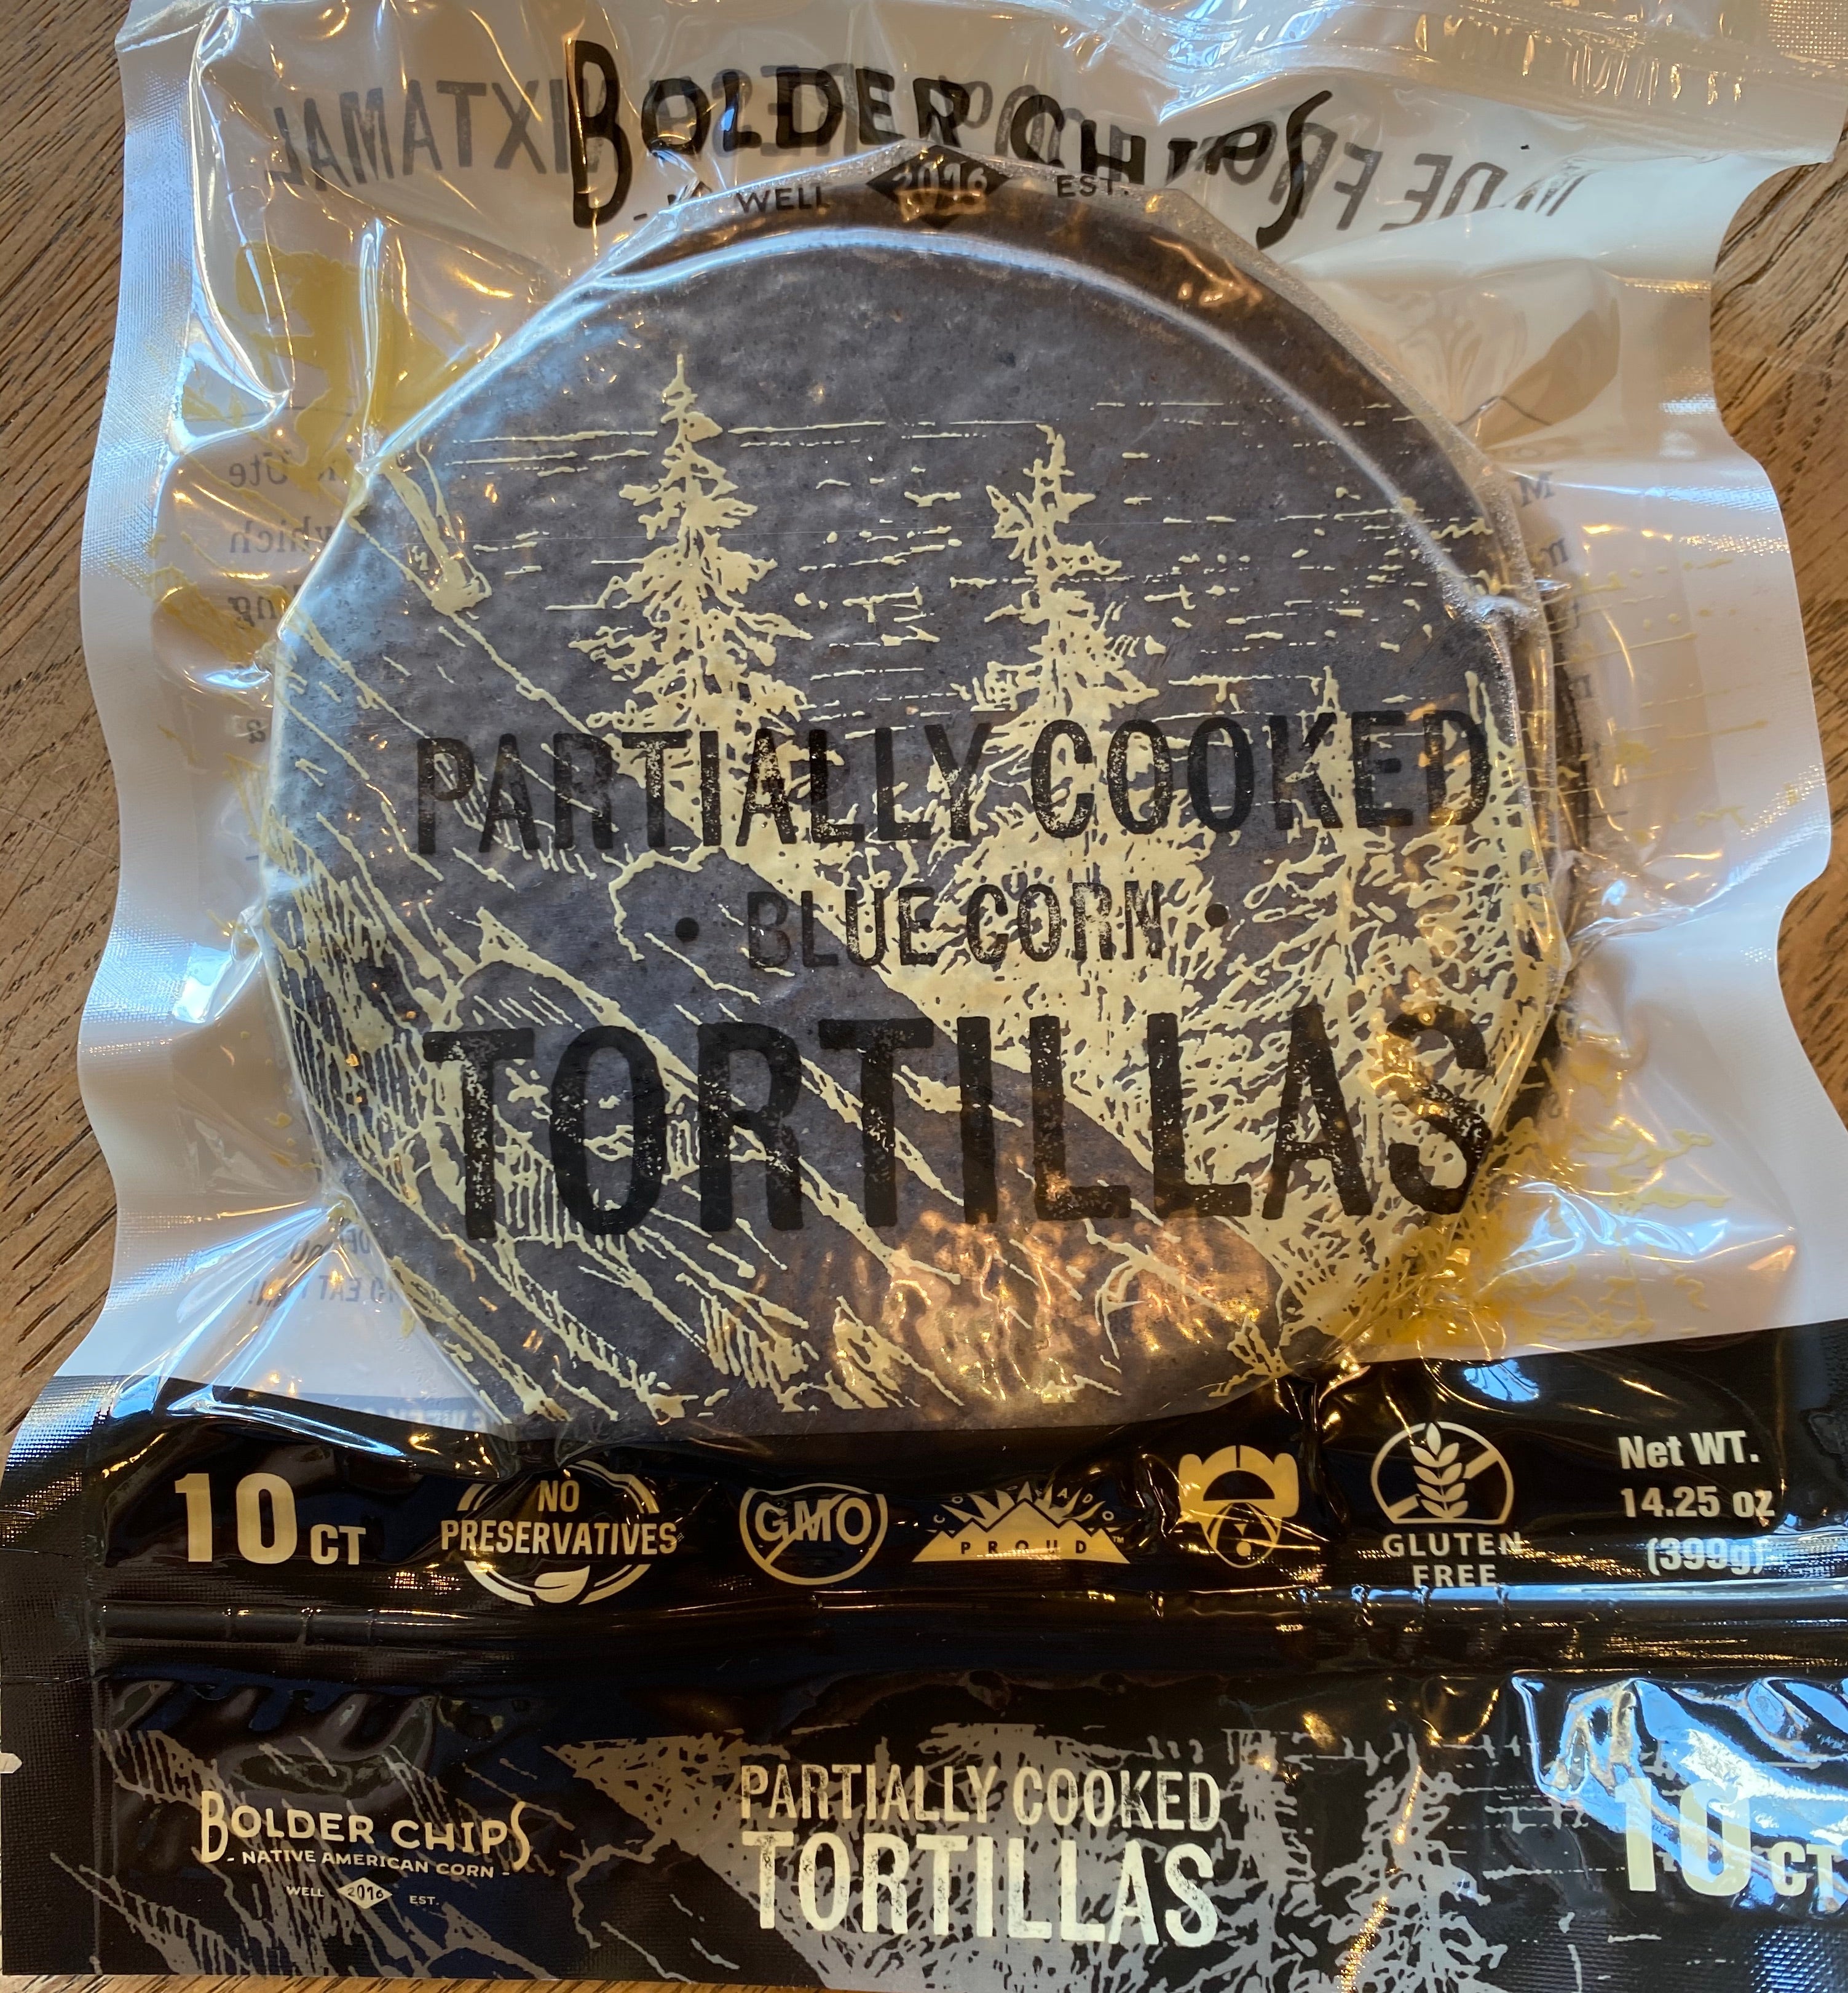 BOLDER CHIPS
WELL 2016 EST.
PARTIALLY COOKED
• BLUE CORN •
TORTILLAS
10 CT
NO
PRESERVATIVES
GMO
COLORADO
PROUD
GLUTEN
FREE
Net WT.
14.25 oz
(399g)
BOLDER CHIPS
- NATIVE AMERICAN CORN -
WELL 2016 EST.
PARTIALLY COOKED
TORTILLAS
10 CT